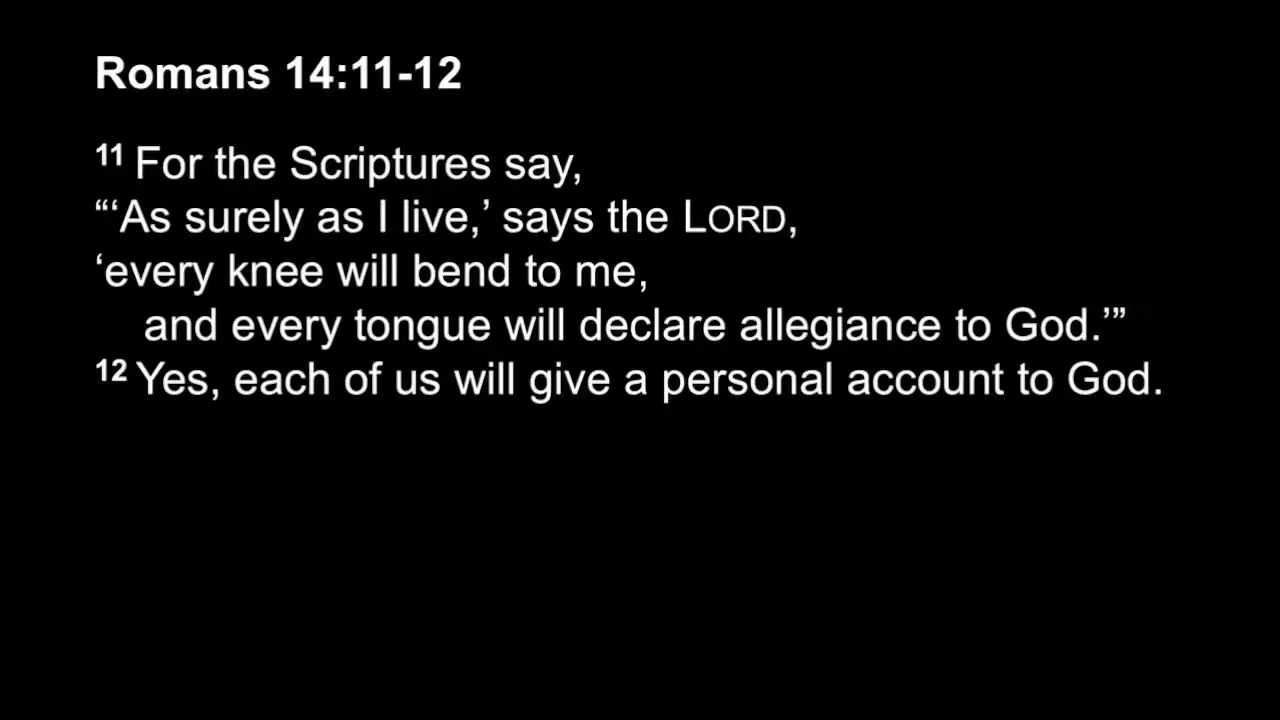 Romans 14:11-12
11 For the Scriptures say,
“‘As surely as I live,’ says the LORD,
‘every knee will bend to me,
and every tongue will declare allegiance to God.’”
12 Yes, each of us will give a personal account to God.